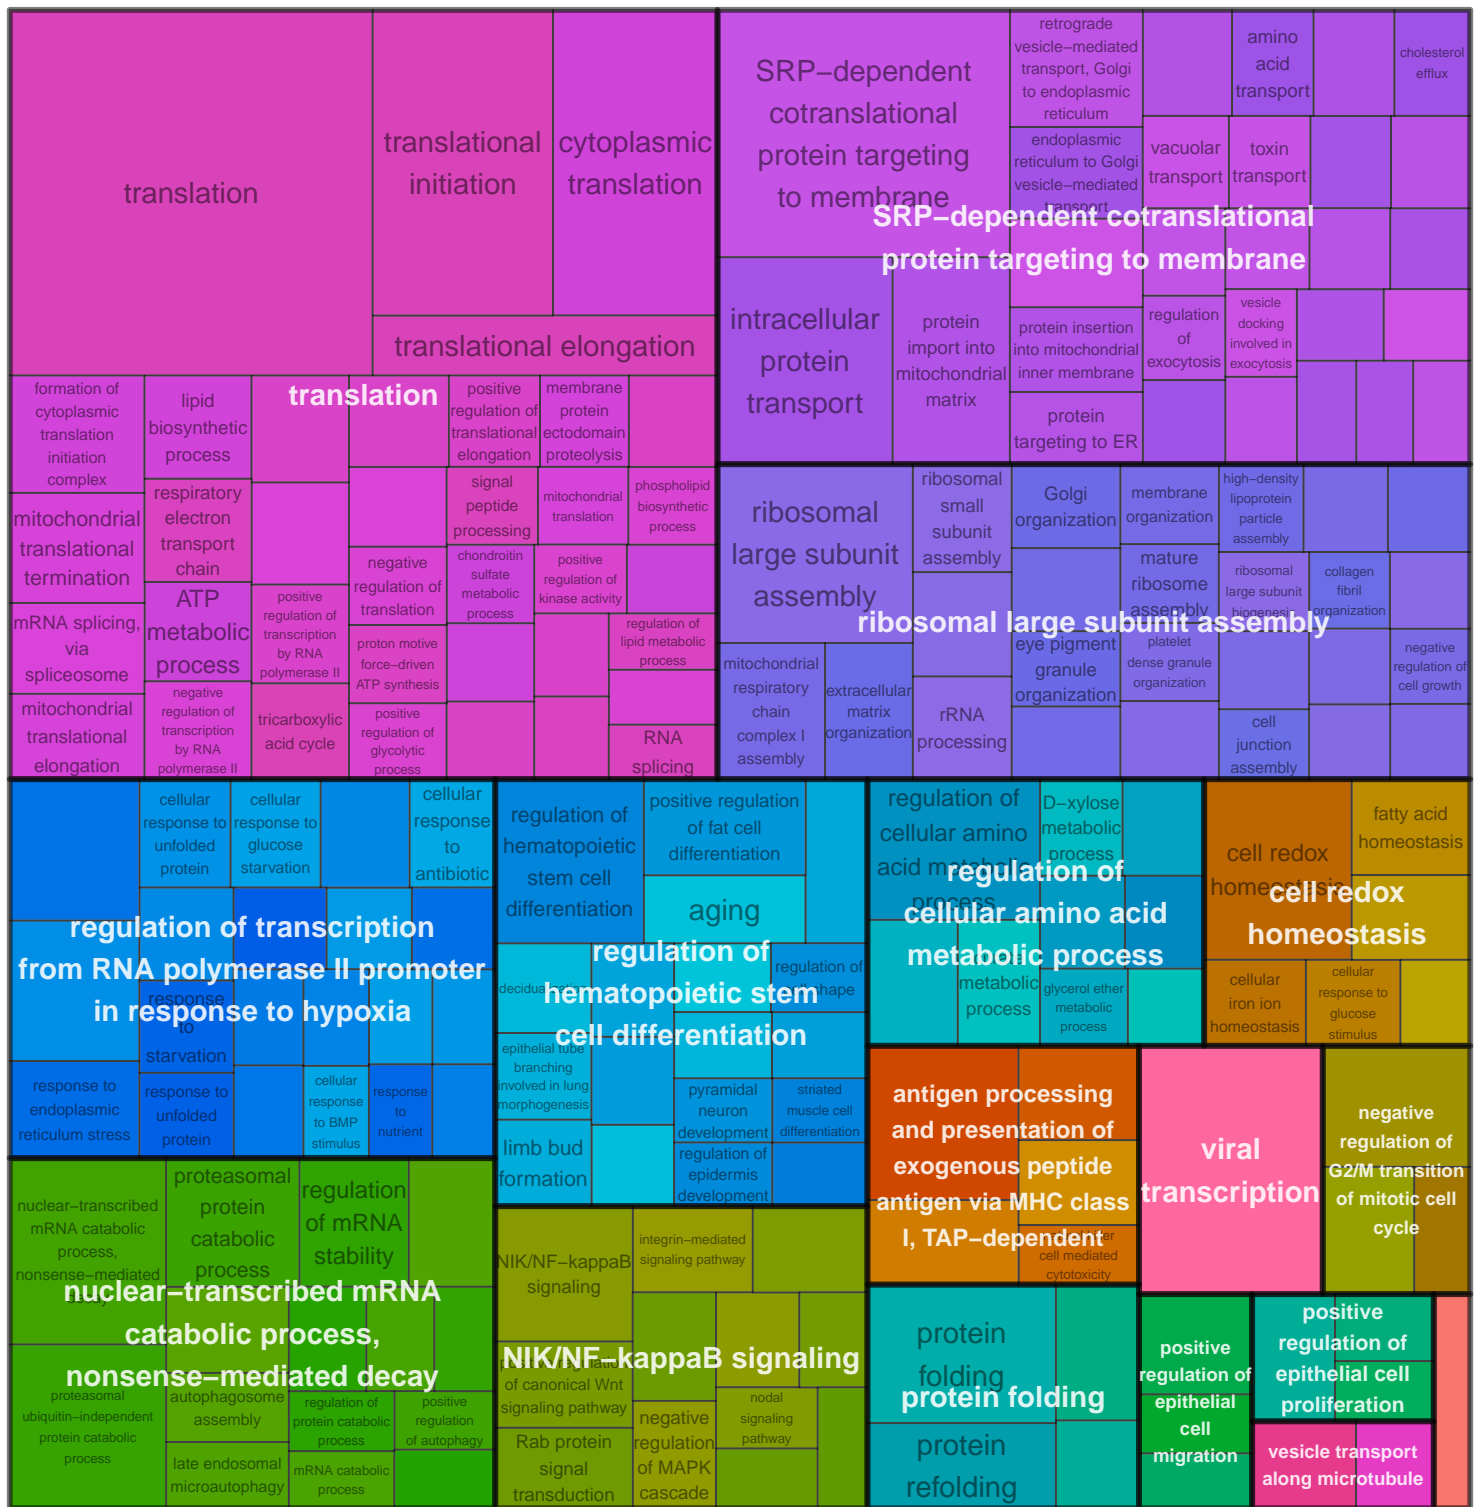 translation
translational
initiation
cytoplasmic
translation
translational elongation
translation
formation of
cytoplasmic
translation
initiation
complex
lipid
biosynthetic
process
positive
regulation of
translational
elongation
membrane
protein
ectodomain
proteolysis
mitochondrial
translational
termination
respiratory
electron
transport
chain
signal
peptide
processing
mitochondrial
translation
phospholipid
biosynthetic
process
negative
regulation of
translation
chondroitin
sulfate
metabolic
process
positive
regulation of
kinase activity
mRNA splicing,
via
spliceosome
ATP
metabolic
process
positive
regulation of
transcription
by RNA
polymerase II
proton motive
force−driven
ATP synthesis
regulation of
lipid metabolic
process
mitochondrial
translational
elongation
negative
regulation of
transcription
by RNA
polymerase II
tricarboxylic
acid cycle
positive
regulation of
glycolytic
process
RNA
splicing
SRP−dependent
cotranslational
protein targeting
to membrane
retrograde
vesicle−mediated
transport, Golgi
to endoplasmic
reticulum
amino
acid
transport
cholesterol
efflux
endoplasmic
reticulum to Golgi
vesicle−mediated
transport
vacuolar
transport
toxin
transport
SRP−dependent cotranslational
protein targeting to membrane
intracellular
protein
transport
protein
import into
mitochondrial
matrix
protein insertion
into mitochondrial
inner membrane
regulation
of
exocytosis
vesicle
docking
involved in
exocytosis
protein
targeting to ER
ribosomal
large subunit
assembly
ribosomal
small
subunit
assembly
Golgi
organization
membrane
organization
high−density
lipoprotein
particle
assembly
mature
ribosome
assembly
ribosomal
large subunit
biogenesis
collagen
fibril
organization
ribosomal large subunit assembly
mitochondrial
respiratory
chain
complex I
assembly
extracellular
matrix
organization
rRNA
processing
eye pigment
granule
organization
platelet
dense granule
organization
negative
regulation of
cell growth
cell
junction
assembly
cellular
response to
unfolded
protein
cellular
response to
glucose
starvation
cellular
response
to
antibiotic
regulation of transcription
from RNA polymerase II promoter
in response to hypoxia
response
to
starvation
response to
endoplasmic
reticulum stress
response to
unfolded
protein
cellular
response
to BMP
stimulus
response
to
nutrient
regulation of
hematopoietic
stem cell
differentiation
positive regulation
of fat cell
differentiation
aging
regulation of
hematopoietic stem
cell differentiation
regulation of
shape
epithelial tube
branching
involved in lung
morphogenesis
limb bud
formation
pyramidal
neuron
development
striated
muscle cell
differentiation
regulation of
epidermis
development
regulation of
cellular amino
acid metabolic
process
D−xylose
metabolic
process
regulation of
cellular amino acid
metabolic process
metabolic
process
glycerol ether
metabolic
process
cell redox
homeostasis
fatty acid
homeostasis
cell redox
homeostasis
cellular
iron ion
homeostasis
cellular
response to
glucose
stimulus
antigen processing
and presentation of
exogenous peptide
antigen via MHC class
I, TAP−dependent
cell mediated
cytotoxicity
viral
transcription
negative
regulation of
G2/M transition
of mitotic cell
cycle
nuclear−transcribed
mRNA catabolic
process,
nonsense−mediated
decay
proteasomal
protein
catabolic
process
regulation
of mRNA
stability
nuclear−transcribed mRNA
catabolic process,
nonsense−mediated decay
proteasomal
ubiquitin−independent
protein catabolic
process
autophagosome
assembly
regulation of
protein catabolic
process
positive
regulation
of autophagy
late endosomal
microautophagy
mRNA catabolic
process
NIK/NF−kappaB
signaling
integrin−mediated
signaling pathway
NIK/NF−kappaB signaling
positive regulation
of canonical Wnt
signaling pathway
Rab protein
signal
transduction
negative
regulation
of MAPK
cascade
nodal
signaling
pathway
protein
folding
protein folding
protein
refolding
positive
regulation of
epithelial
cell
migration
positive
regulation of
epithelial cell
proliferation
vesicle transport
along microtubule